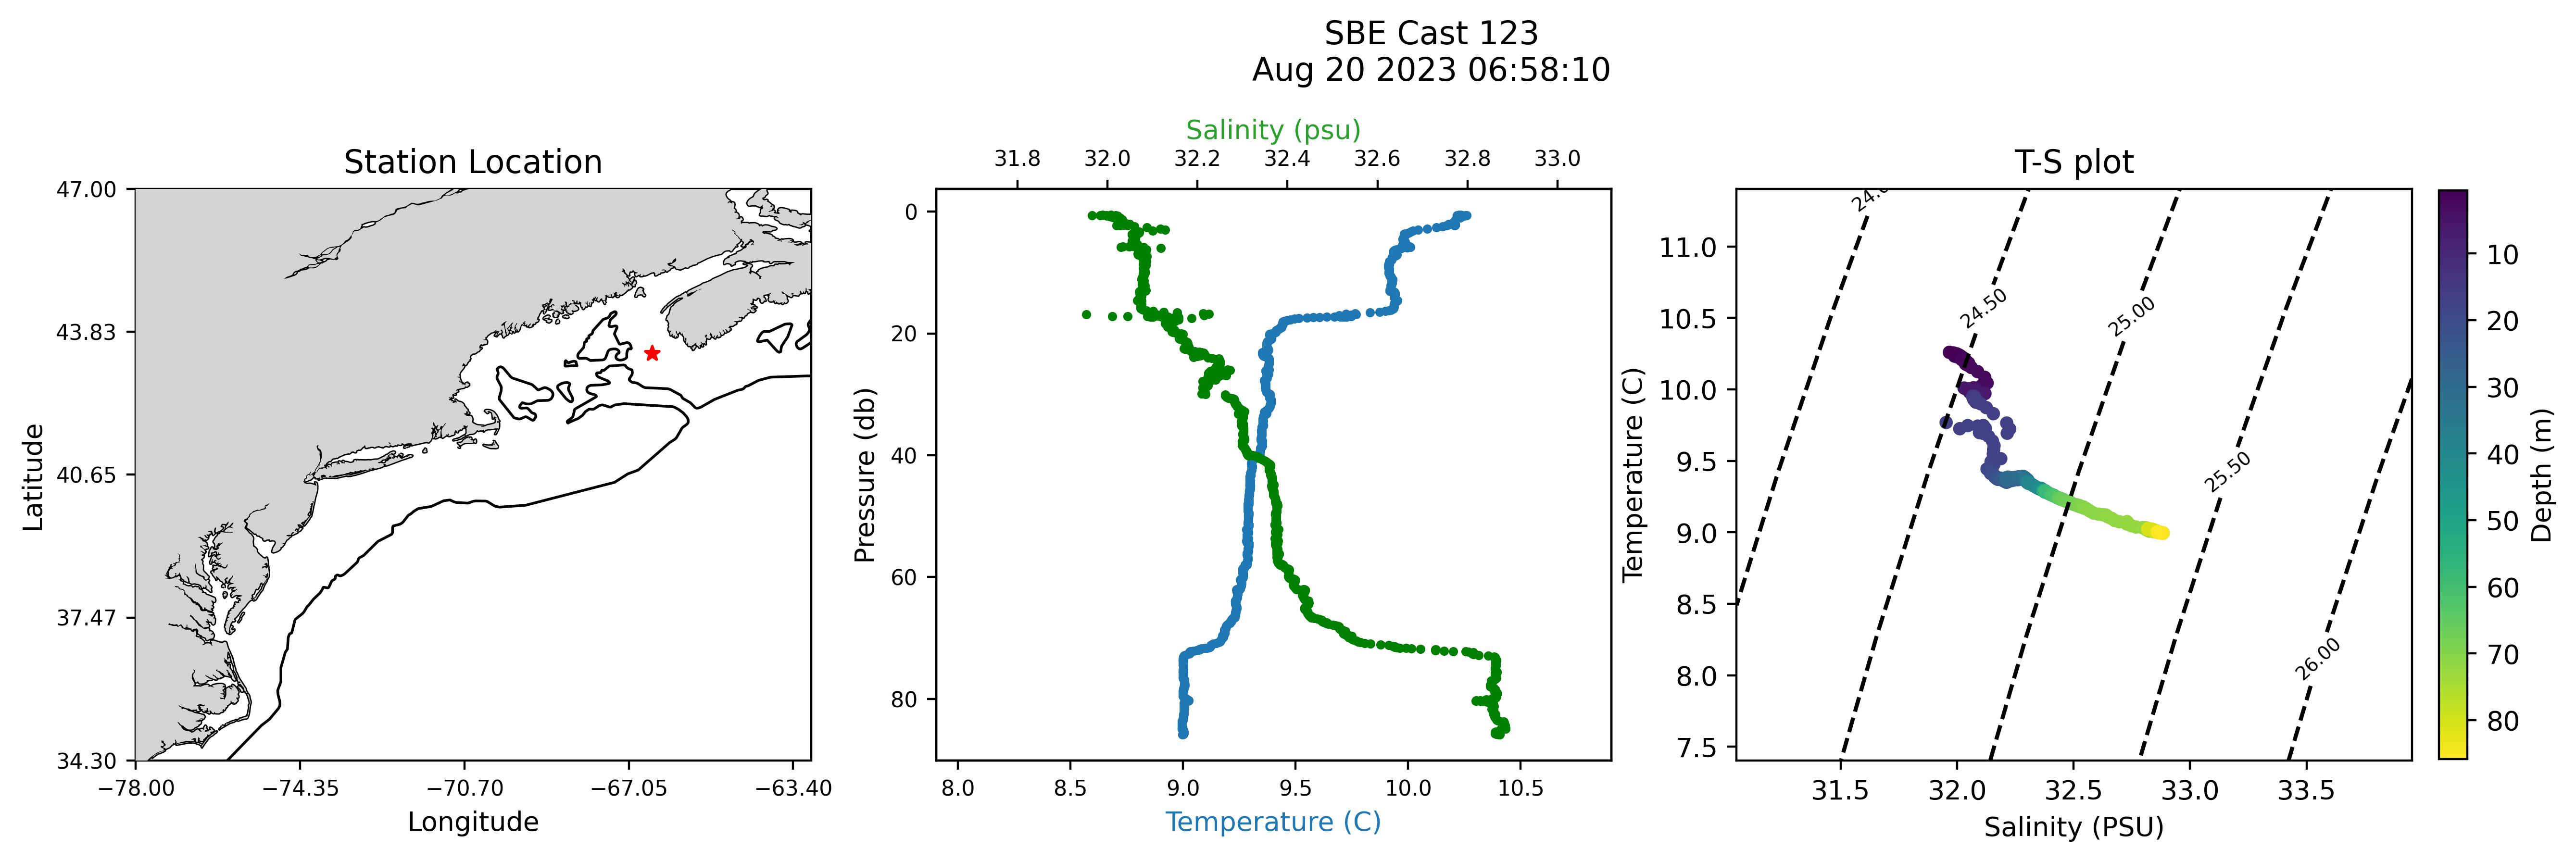 SBE Cast 123
Aug 20 2023 06:58:10
Station Location
47.00
43.83
40.65
37.47
34.30
Latitude
−78.00 −74.35 −70.70 −67.05 −63.40
Longitude
Salinity (psu)
31.8 32.0 32.2 32.4 32.6 32.8 33.0
0
20
40
60
80
Pressure (db)
8.0 8.5 9.0 9.5 10.0 10.5
Temperature (C)
T-S plot
11.0
10.5
10.0
9.5
9.0
8.5
8.0
7.5
Temperature (C)
24.50
25.00
25.50
26.00
31.5 32.0 32.5 33.0 33.5
Salinity (PSU)
10
20
30
40
50
60
70
80
Depth (m)